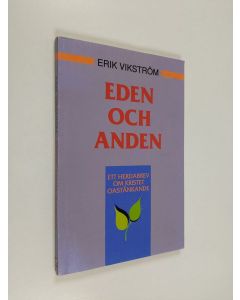 ERIK VIKSTRÖM
EDEN
OCH
ANDEN
ETT HERDABREV
OM KRISTET
OASTÄNKANDE